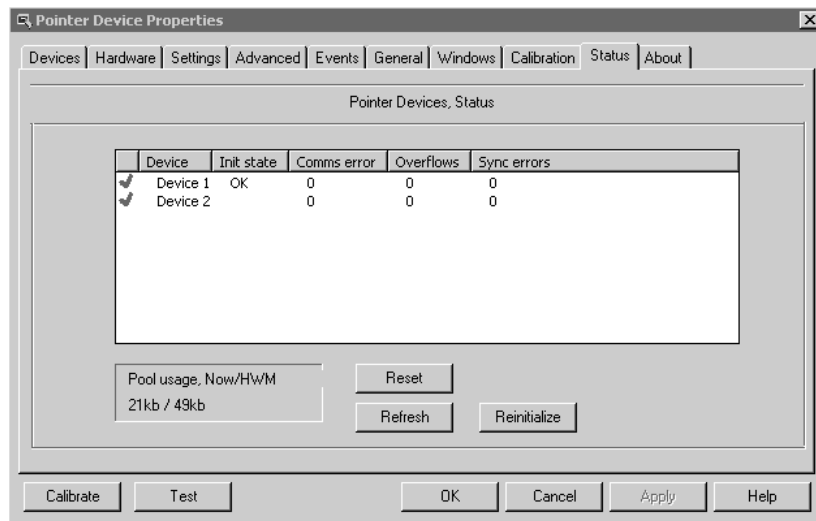 Pointer Device Properties
Devices Hardware Settings Advanced Events General Windows Calibration Status About
Pointer Devices, Status
Device Init state Comms error Overflows Sync errors
Device 1 OK 0 0 0
Device 2 0 0 0
Pool usage, Now/HWM
21kb / 49kb
Reset
Refresh Reinitialize
Calibrate Test OK Cancel Apply Help